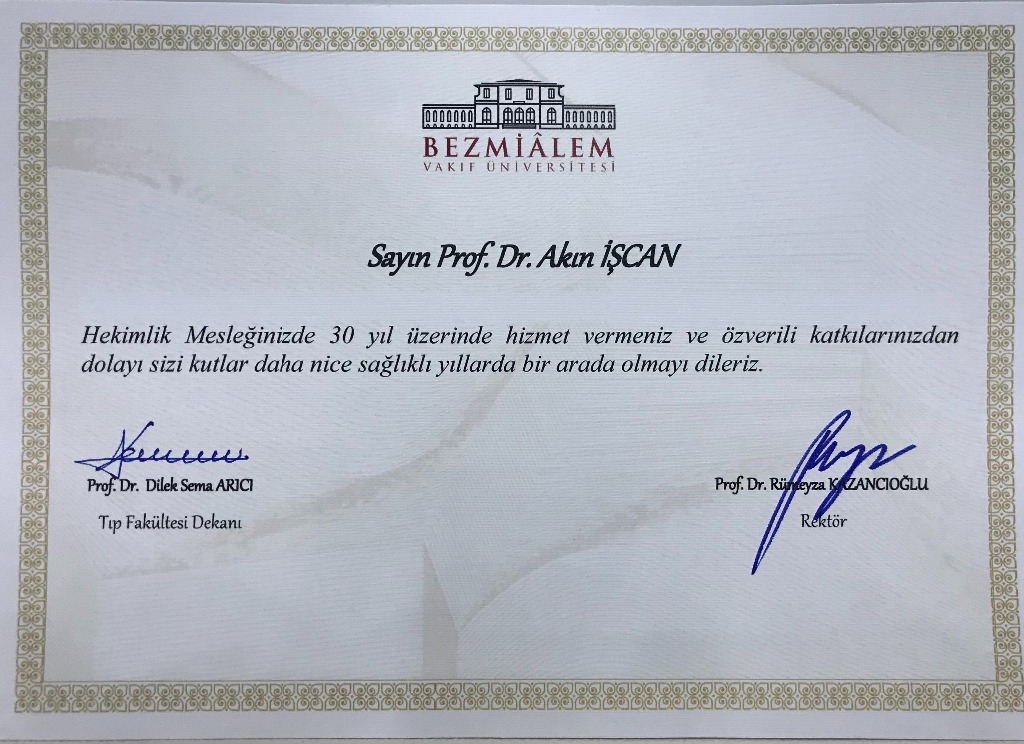 BEZMİÂLEM
VAKIF ÜNİVERSİTESİ
Sayın Prof. Dr. Akın İŞCAN
Hekimlik Mesleğinizde 30 yıl üzerinde hizmet vermeniz ve özverili katkılarınızdan
dolayı sizi kutlar daha nice sağlıklı yıllarda bir arada olmayı dileriz.
Prof. Dr. Dilek Sema ARICI
Tıp Fakültesi Dekanı
Prof. Dr. Rümeyza KAZANCIOĞLU
Rektör